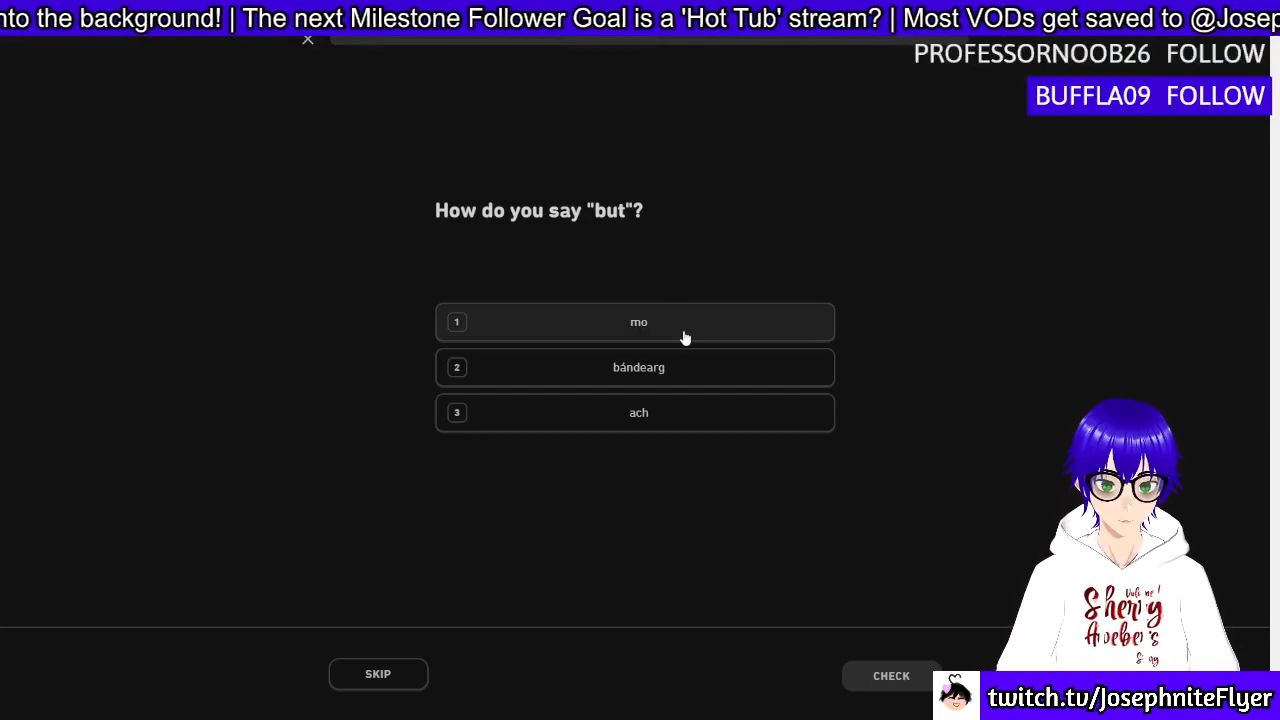 nto the background! | The next Milestone Follower Goal is a 'Hot Tub' stream? | Most VODs get saved to @Josep
PROFESSORNOOB26 FOLLOW
BUFFLA09 FOLLOW
How do you say "but"?
1 mo
2 bándearg
3 ach
SKIP
CHECK
Sherry
twitch.tv/JosephniteFlyer